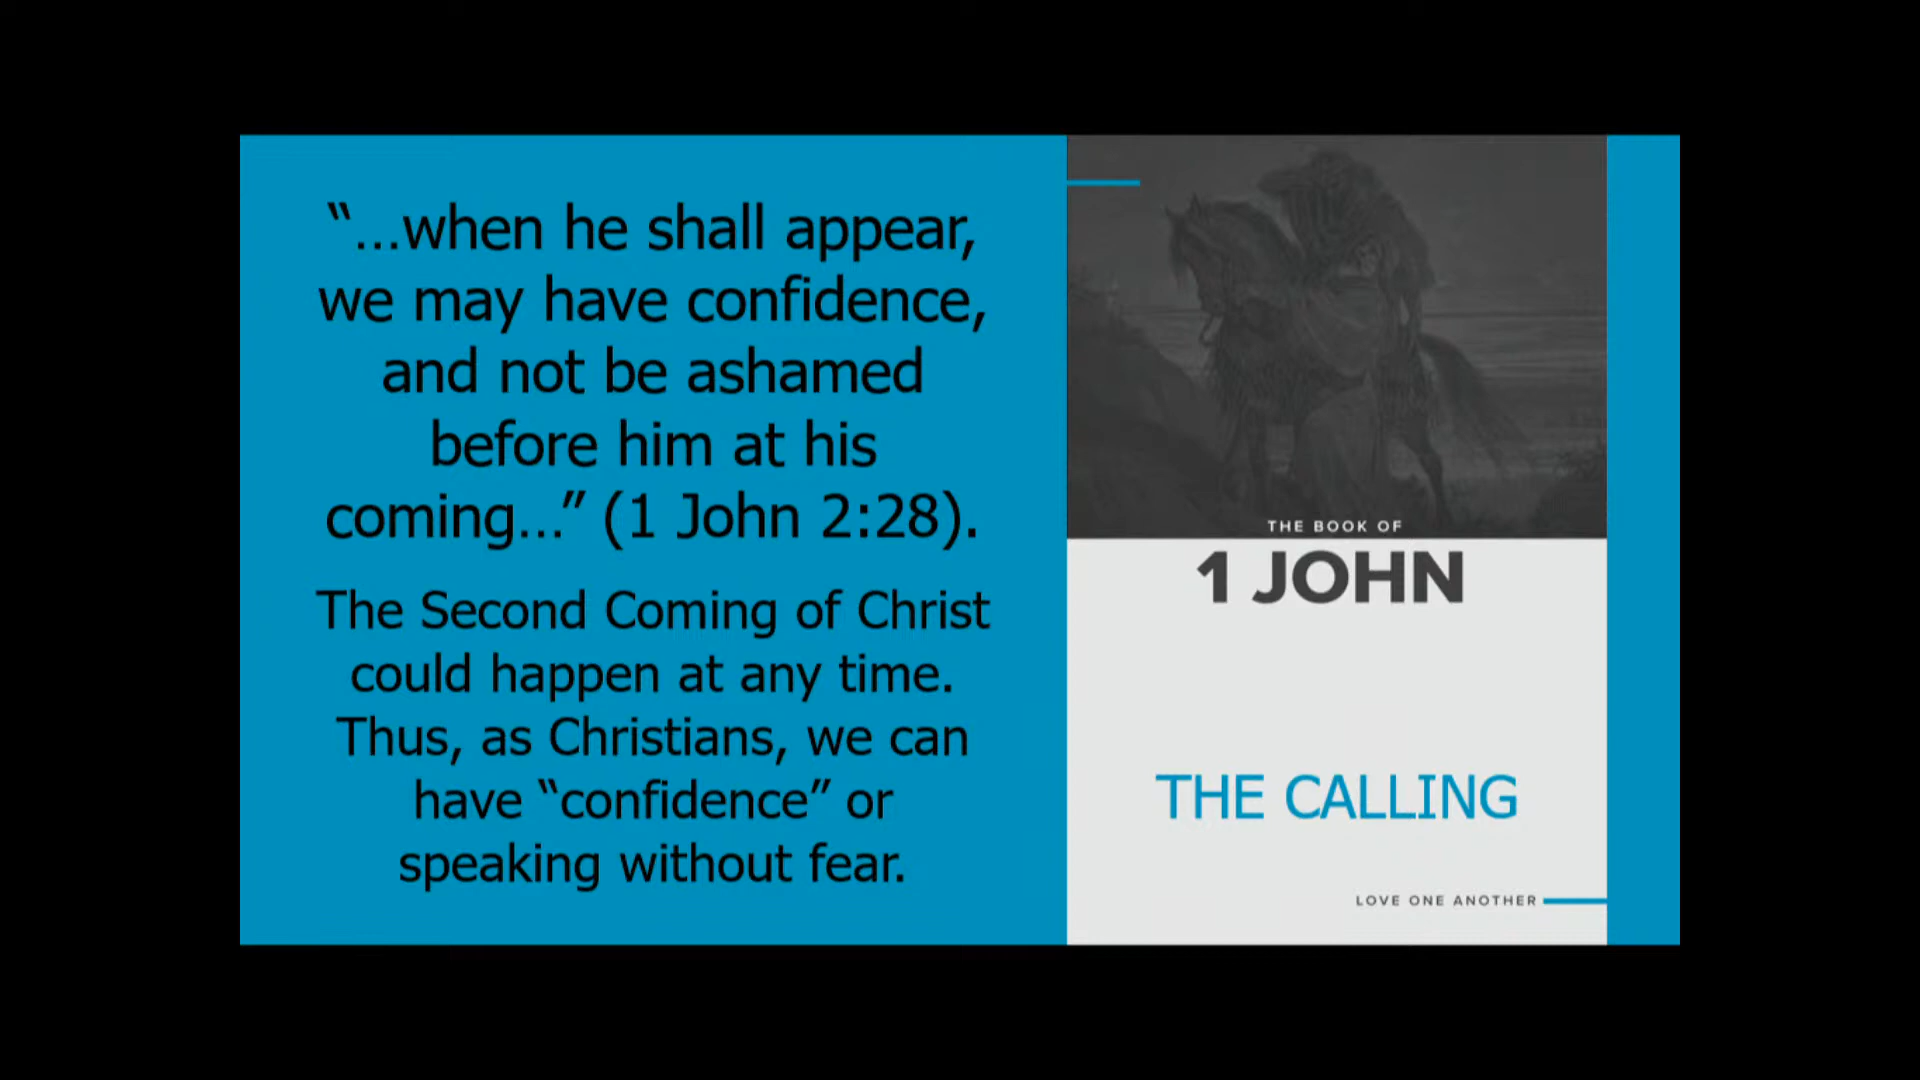 “…when he shall appear,
we may have confidence,
and not be ashamed
before him at his
coming…” (1 John 2:28).
The Second Coming of Christ
could happen at any time.
Thus, as Christians, we can
have “confidence” or
speaking without fear.
THE BOOK OF
1 JOHN
THE CALLING
LOVE ONE ANOTHER